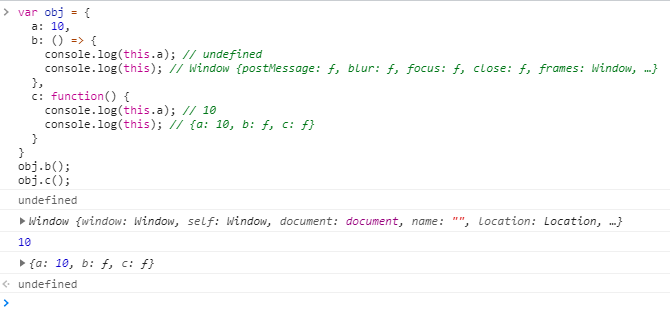 var obj = {
  a: 10,
  b: () => {
    console.log(this.a); // undefined
    console.log(this); // Window {postMessage: ƒ, blur: ƒ, focus: ƒ, close: ƒ, frames: Window, …}
  },
  c: function() {
    console.log(this.a); // 10
    console.log(this); // {a: 10, b: ƒ, c: ƒ}
  }
}
obj.b();
obj.c();
undefined
Window {window: Window, self: Window, document: document, name: "", location: Location, …}
10
{a: 10, b: ƒ, c: ƒ}
undefined